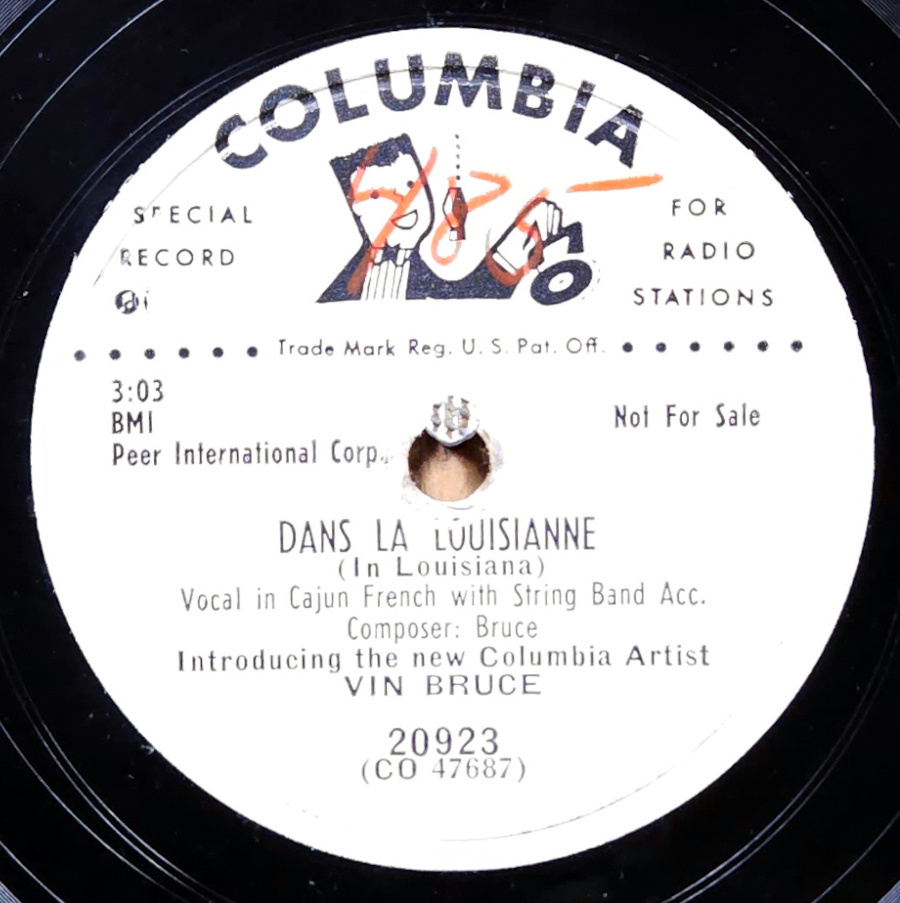 COLUMBIA
SPECIAL
RECORD
FOR
RADIO
STATIONS
Trade Mark Reg. U. S. Pat. Off.
3:03
BMI
Peer International Corp.
Not For Sale
DANS LA LOUISIANNE
(In Louisiana)
Vocal in Cajun French with String Band Acc.
Composer: Bruce
Introducing the new Columbia Artist
VIN BRUCE
20923
(CO 47687)